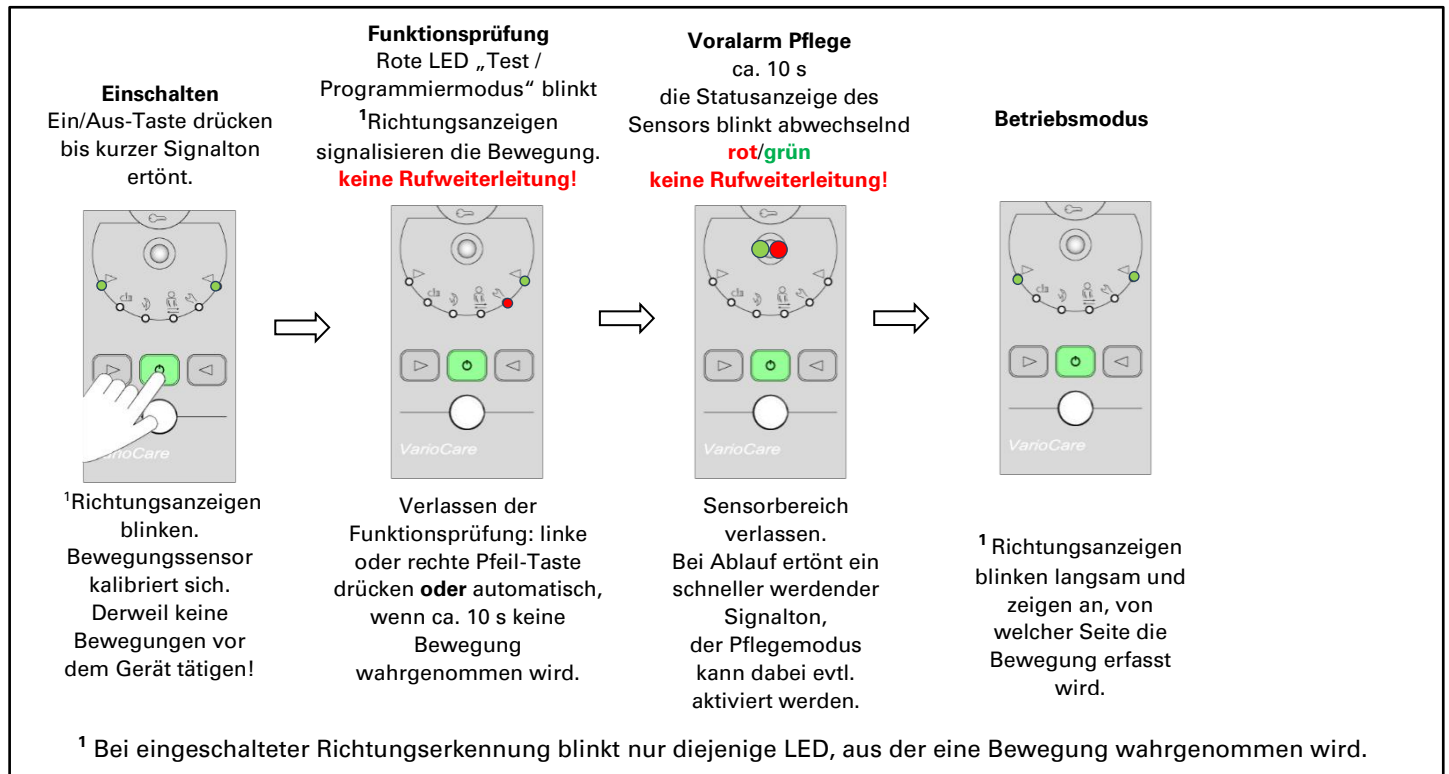 Einschalten
Ein/Aus-Taste drücken
bis kurzer Signalton
ertönt.
VarioCare
¹Richtungsanzeigen
blinken.
Bewegungssensor
kalibriert sich.
Derweil keine
Bewegungen vor
dem Gerät tätigen!
Funktionsprüfung
Rote LED „Test /
Programmiermodus“ blinkt
¹Richtungsanzeigen
signalisieren die Bewegung.
keine Rufweiterleitung!
VarioCare
Verlassen der
Funktionsprüfung: linke
oder rechte Pfeil-Taste
drücken oder automatisch,
wenn ca. 10 s keine
Bewegung
wahrgenommen wird.
Voralarm Pflege
ca. 10 s
die Statusanzeige des
Sensors blinkt abwechselnd
rot/grün
keine Rufweiterleitung!
VarioCare
Sensorbereich
verlassen.
Bei Ablauf ertönt ein
schneller werdender
Signalton,
der Pflegemodus
kann dabei evtl.
aktiviert werden.
Betriebsmodus
VarioCare
¹ Richtungsanzeigen
blinken langsam und
zeigen an, von
welcher Seite die
Bewegung erfasst
wird.
¹ Bei eingeschalteter Richtungserkennung blinkt nur diejenige LED, aus der eine Bewegung wahrgenommen wird.